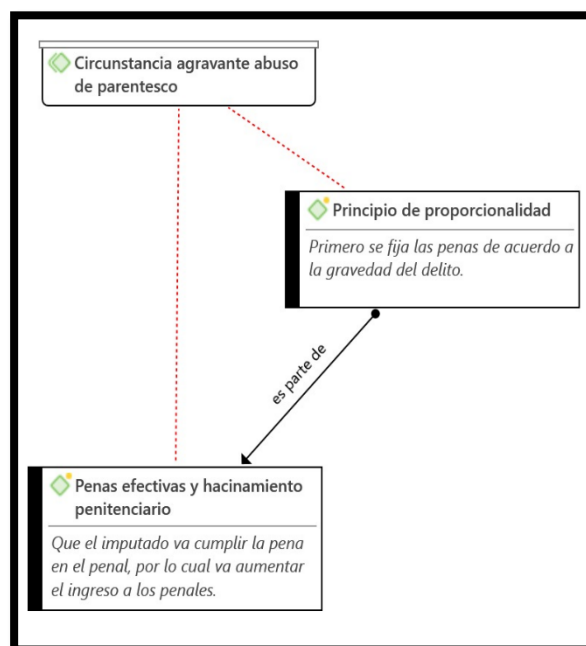 Circunstancia agravante abuso
de parentesco
Principio de proporcionalidad
Primero se fija las penas de acuerdo a
la gravedad del delito.
es parte de
Penas efectivas y hacinamiento
penitenciario
Que el imputado va cumplir la pena
en el penal, por lo cual va aumentar
el ingreso a los penales.